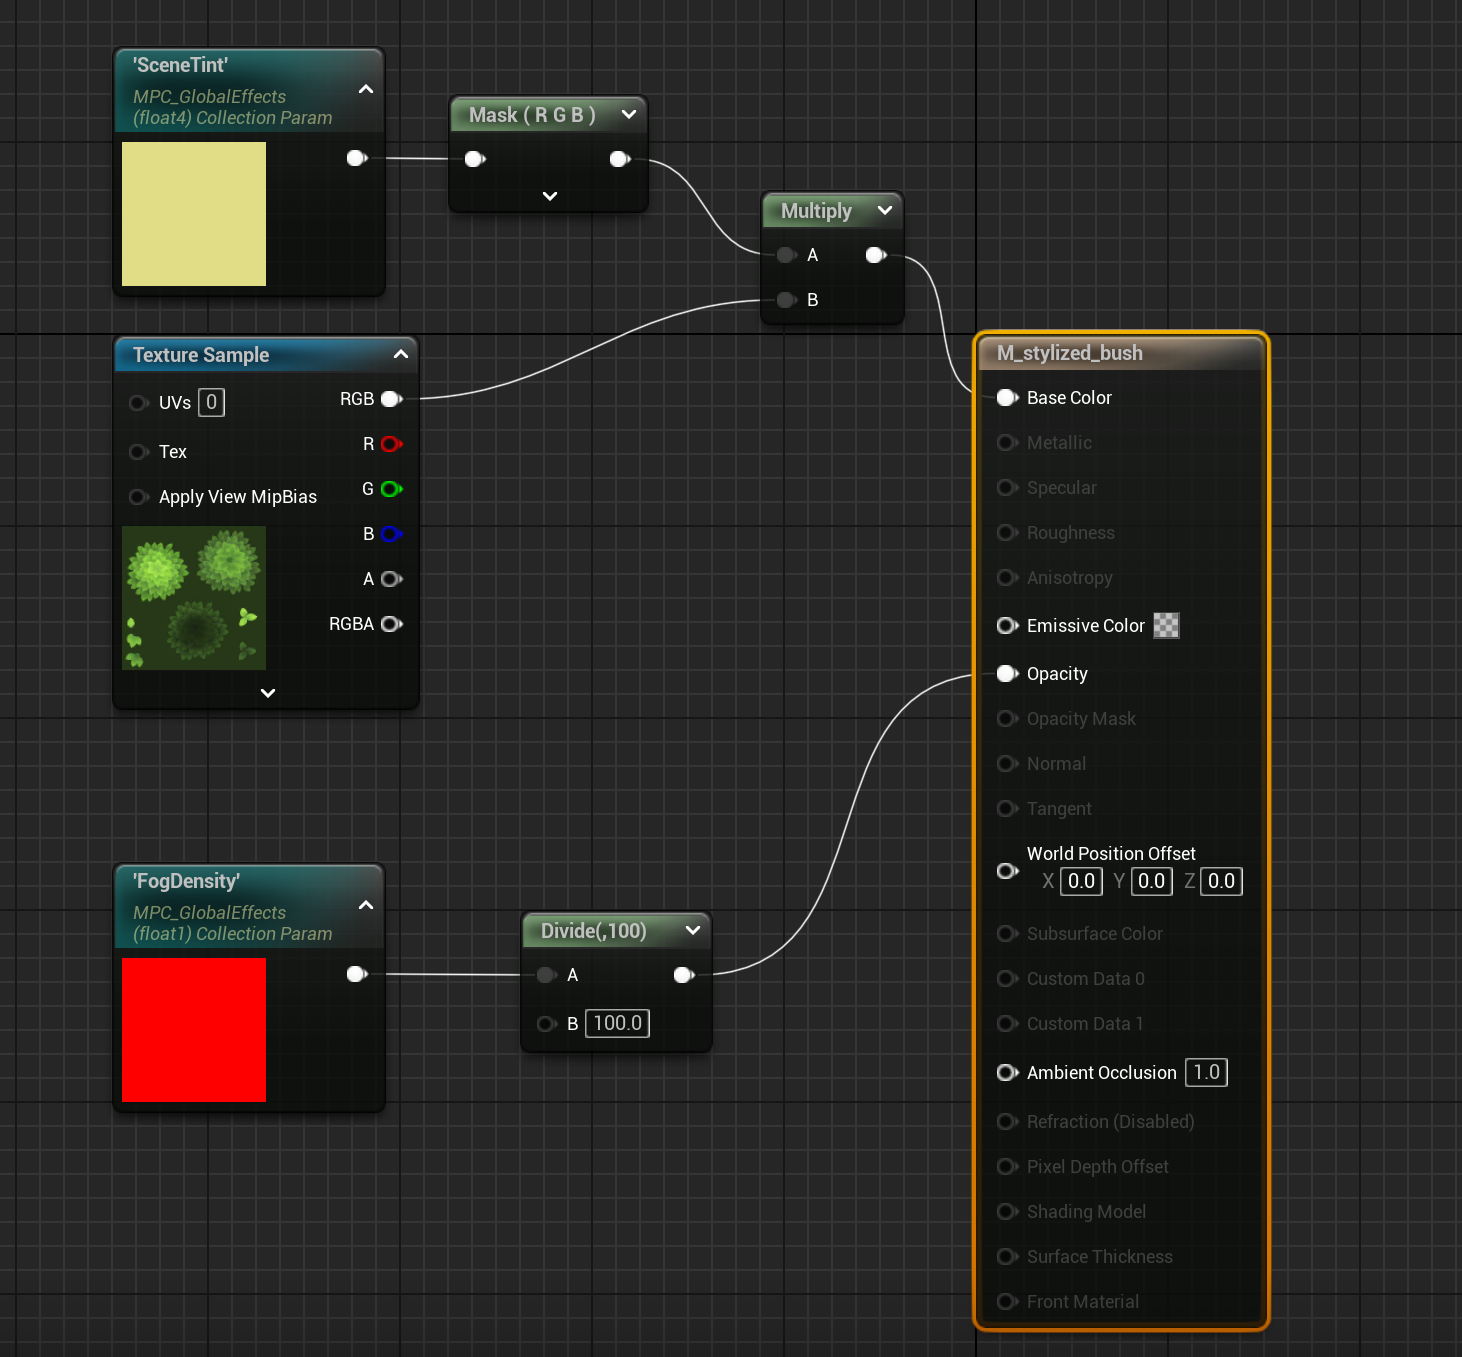 'SceneTint'
MPC_GlobalEffects
(float4) Collection Param
Mask ( R G B )
Multiply
A
B
Texture Sample
UVs 0
RGB
Tex
R
Apply View MipBias
G
B
A
RGBA
'FogDensity'
MPC_GlobalEffects
(float1) Collection Param
Divide(,100)
A
B 100.0
M_stylized_bush
Base Color
Metallic
Specular
Roughness
Anisotropy
Emissive Color
Opacity
Opacity Mask
Normal
Tangent
World Position Offset
X 0.0 Y 0.0 Z 0.0
Subsurface Color
Custom Data 0
Custom Data 1
Ambient Occlusion 1.0
Refraction (Disabled)
Pixel Depth Offset
Shading Model
Surface Thickness
Front Material